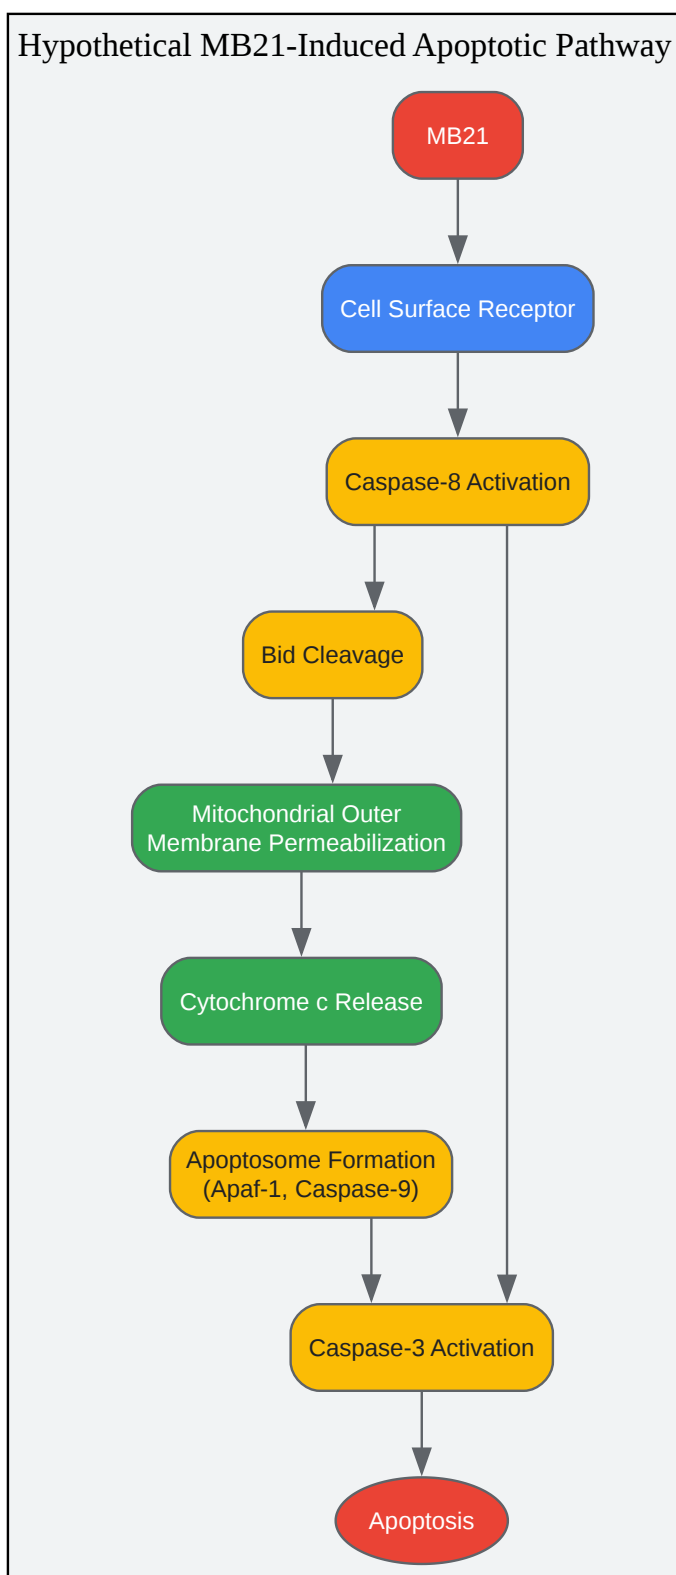 Hypothetical MB21-Induced Apoptotic Pathway
MB21
Cell Surface Receptor
Caspase-8 Activation
Bid Cleavage
Mitochondrial Outer
Membrane Permeabilization
Cytochrome c Release
Apoptosome Formation
(Apaf-1, Caspase-9)
Caspase-3 Activation
Apoptosis